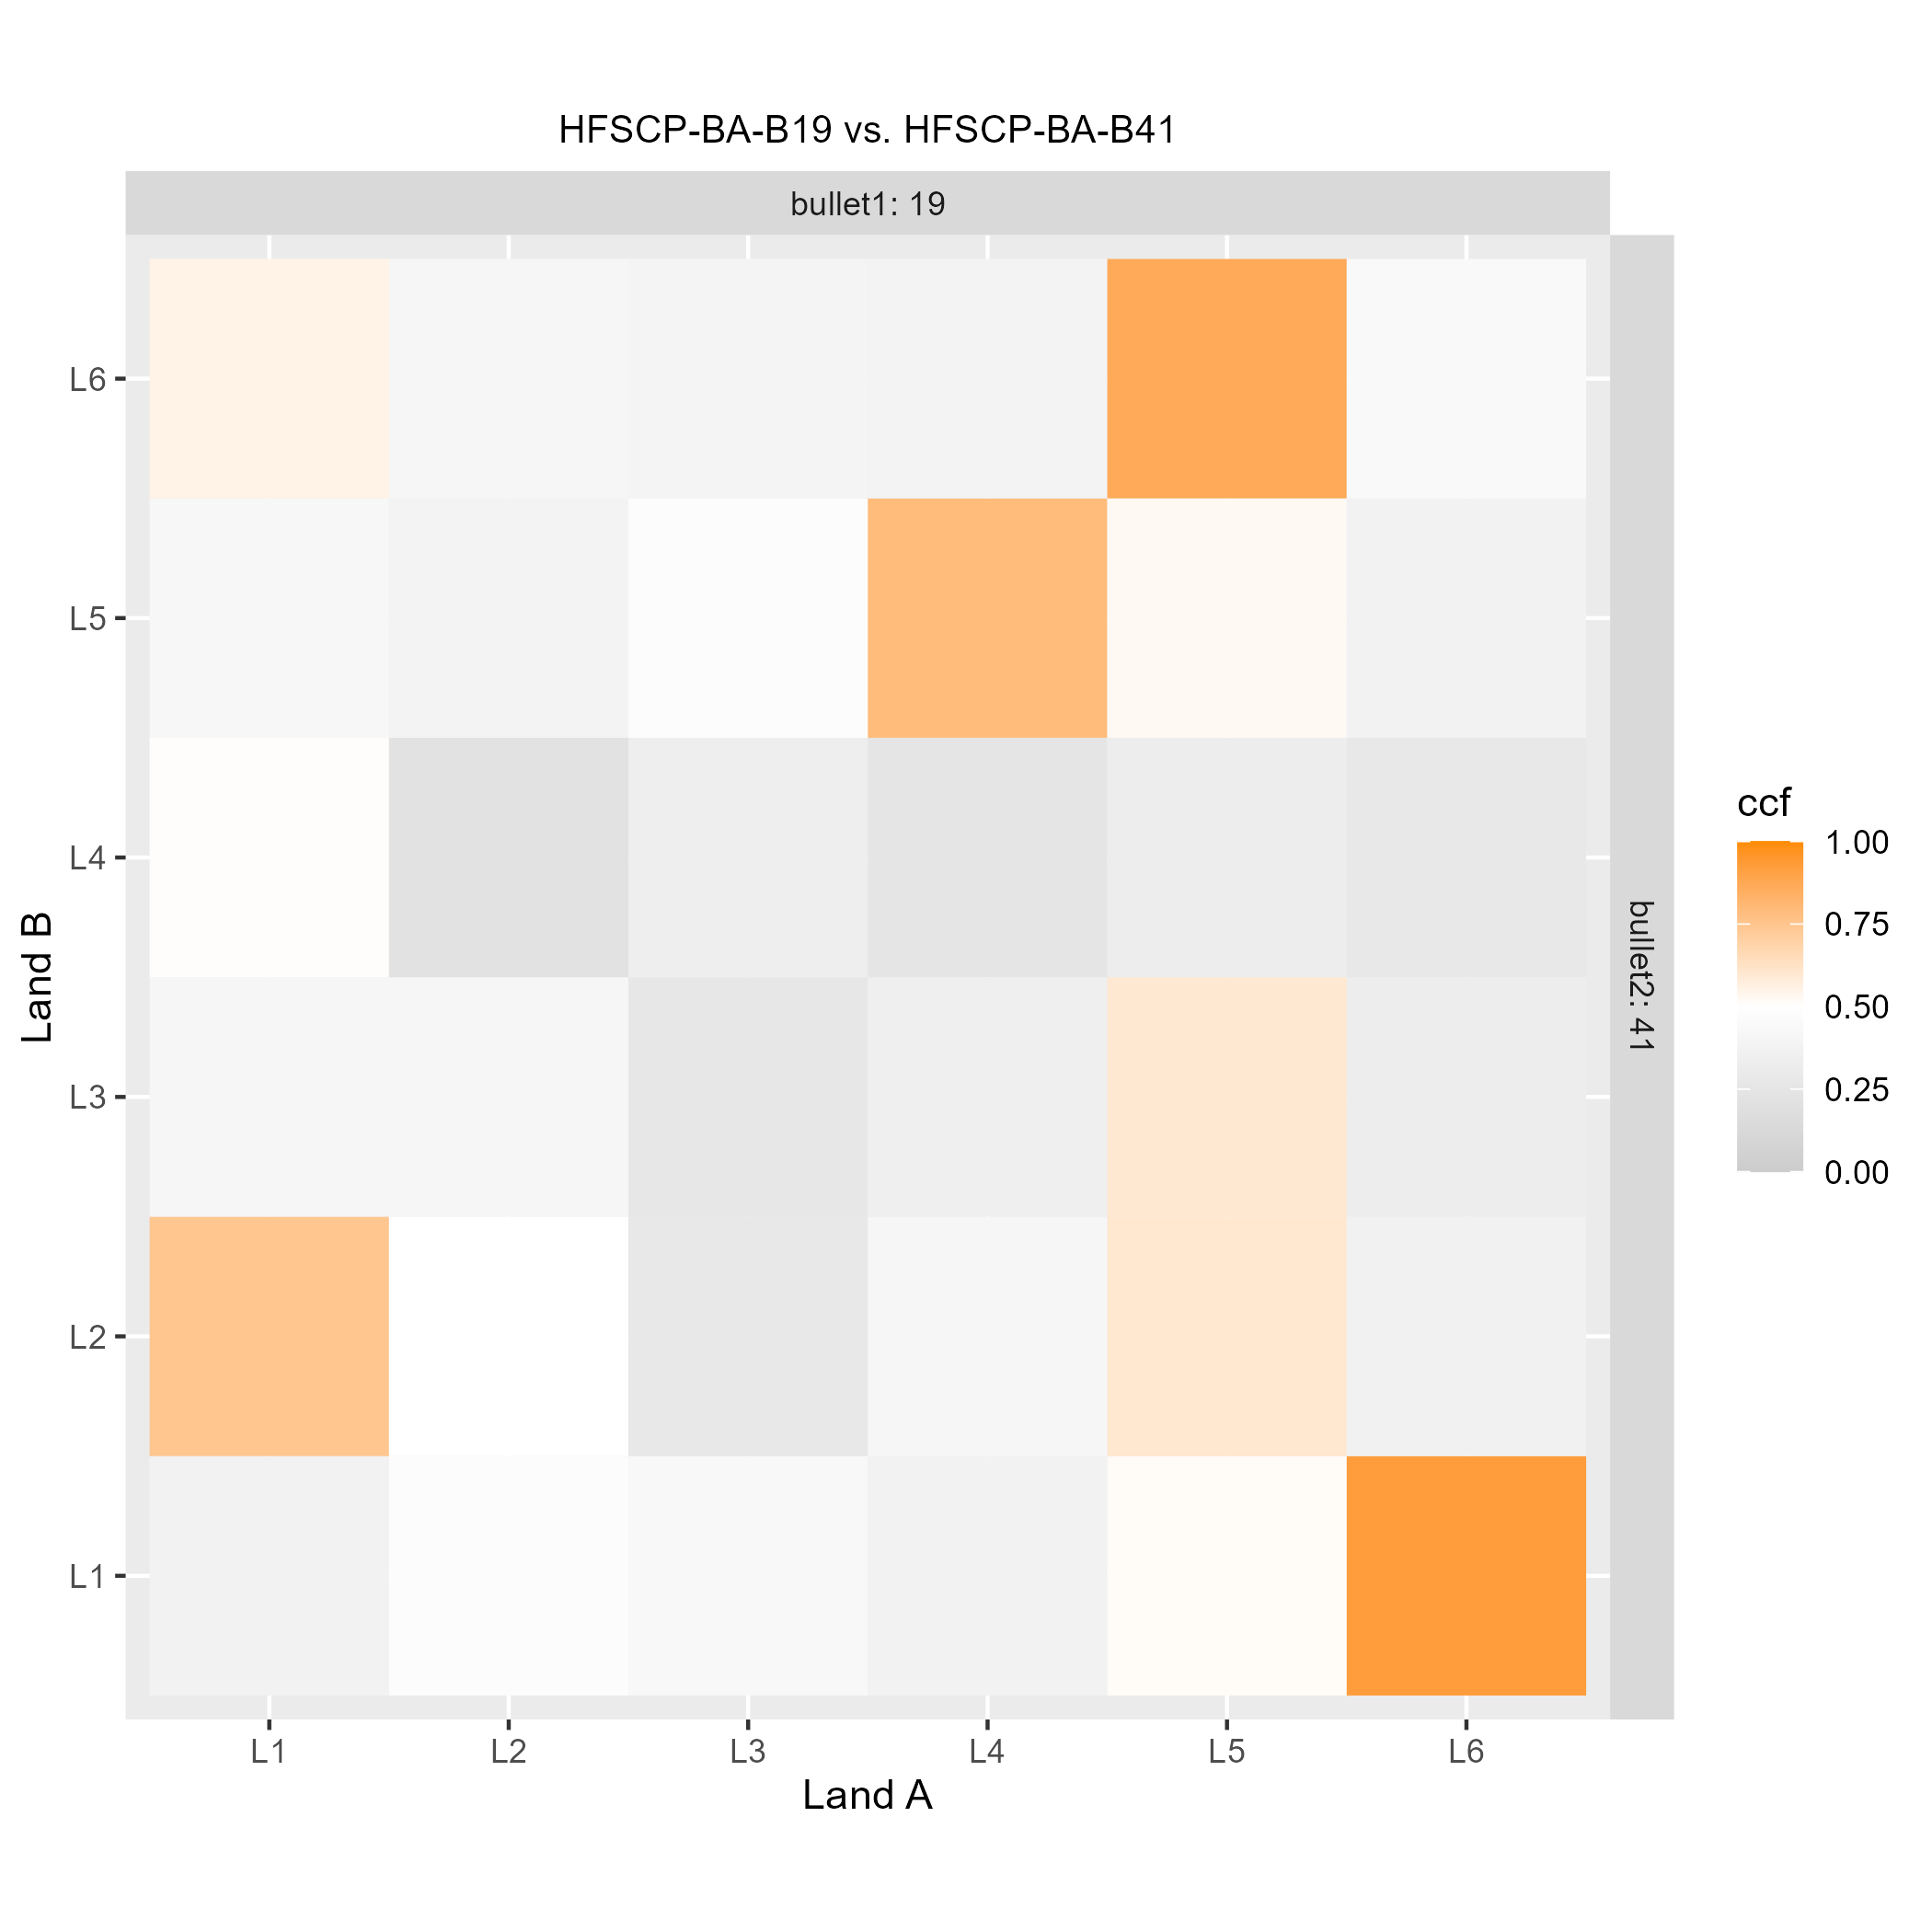 HFSCP-BA-B19 vs. HFSCP-BA-B41
bullet1: 19
L6
L5
L4
L3
L2
L1
Land B
L1 L2 L3 L4 L5 L6
Land A
bullet2: 41
ccf
1.00
0.75
0.50
0.25
0.00